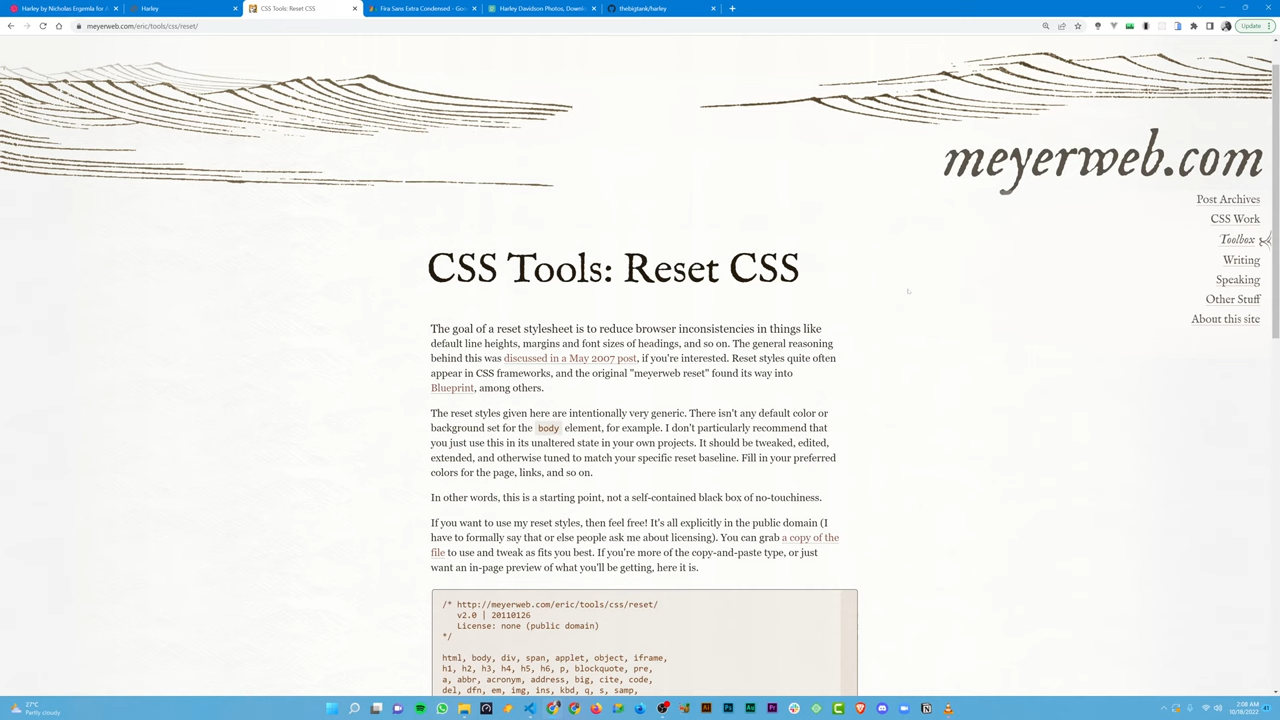 Harley by Nicholas Ergemla for A
Harley
CSS Tools: Reset CSS
Fira Sans Extra Condensed - Goo
Harley Davidson Photos, Downlo
thebigtank/harley
meyerweb.com/eric/tools/css/reset/
Update
meyerweb.com
Post Archives
CSS Work
Toolbox
Writing
Speaking
Other Stuff
About this site
CSS Tools: Reset CSS
The goal of a reset stylesheet is to reduce browser inconsistencies in things like
default line heights, margins and font sizes of headings, and so on. The general reasoning
behind this was discussed in a May 2007 post, if you're interested. Reset styles quite often
appear in CSS frameworks, and the original "meyerweb reset" found its way into
Blueprint, among others.
The reset styles given here are intentionally very generic. There isn't any default color or
background set for the body element, for example. I don't particularly recommend that
you just use this in its unaltered state in your own projects. It should be tweaked, edited,
extended, and otherwise tuned to match your specific reset baseline. Fill in your preferred
colors for the page, links, and so on.
In other words, this is a starting point, not a self-contained black box of no-touchiness.
If you want to use my reset styles, then feel free! It's all explicitly in the public domain (I
have to formally say that or else people ask me about licensing). You can grab a copy of the
file to use and tweak as fits you best. If you're more of the copy-and-paste type, or just
want an in-page preview of what you'll be getting, here it is.
/* http://meyerweb.com/eric/tools/css/reset/
v2.0 | 20110126
License: none (public domain)
*/
html, body, div, span, applet, object, iframe,
h1, h2, h3, h4, h5, h6, p, blockquote, pre,
a, abbr, acronym, address, big, cite, code,
del, dfn, em, img, ins, kbd, q, s, samp,
27°C
Partly cloudy
2:08 AM
10/18/2022